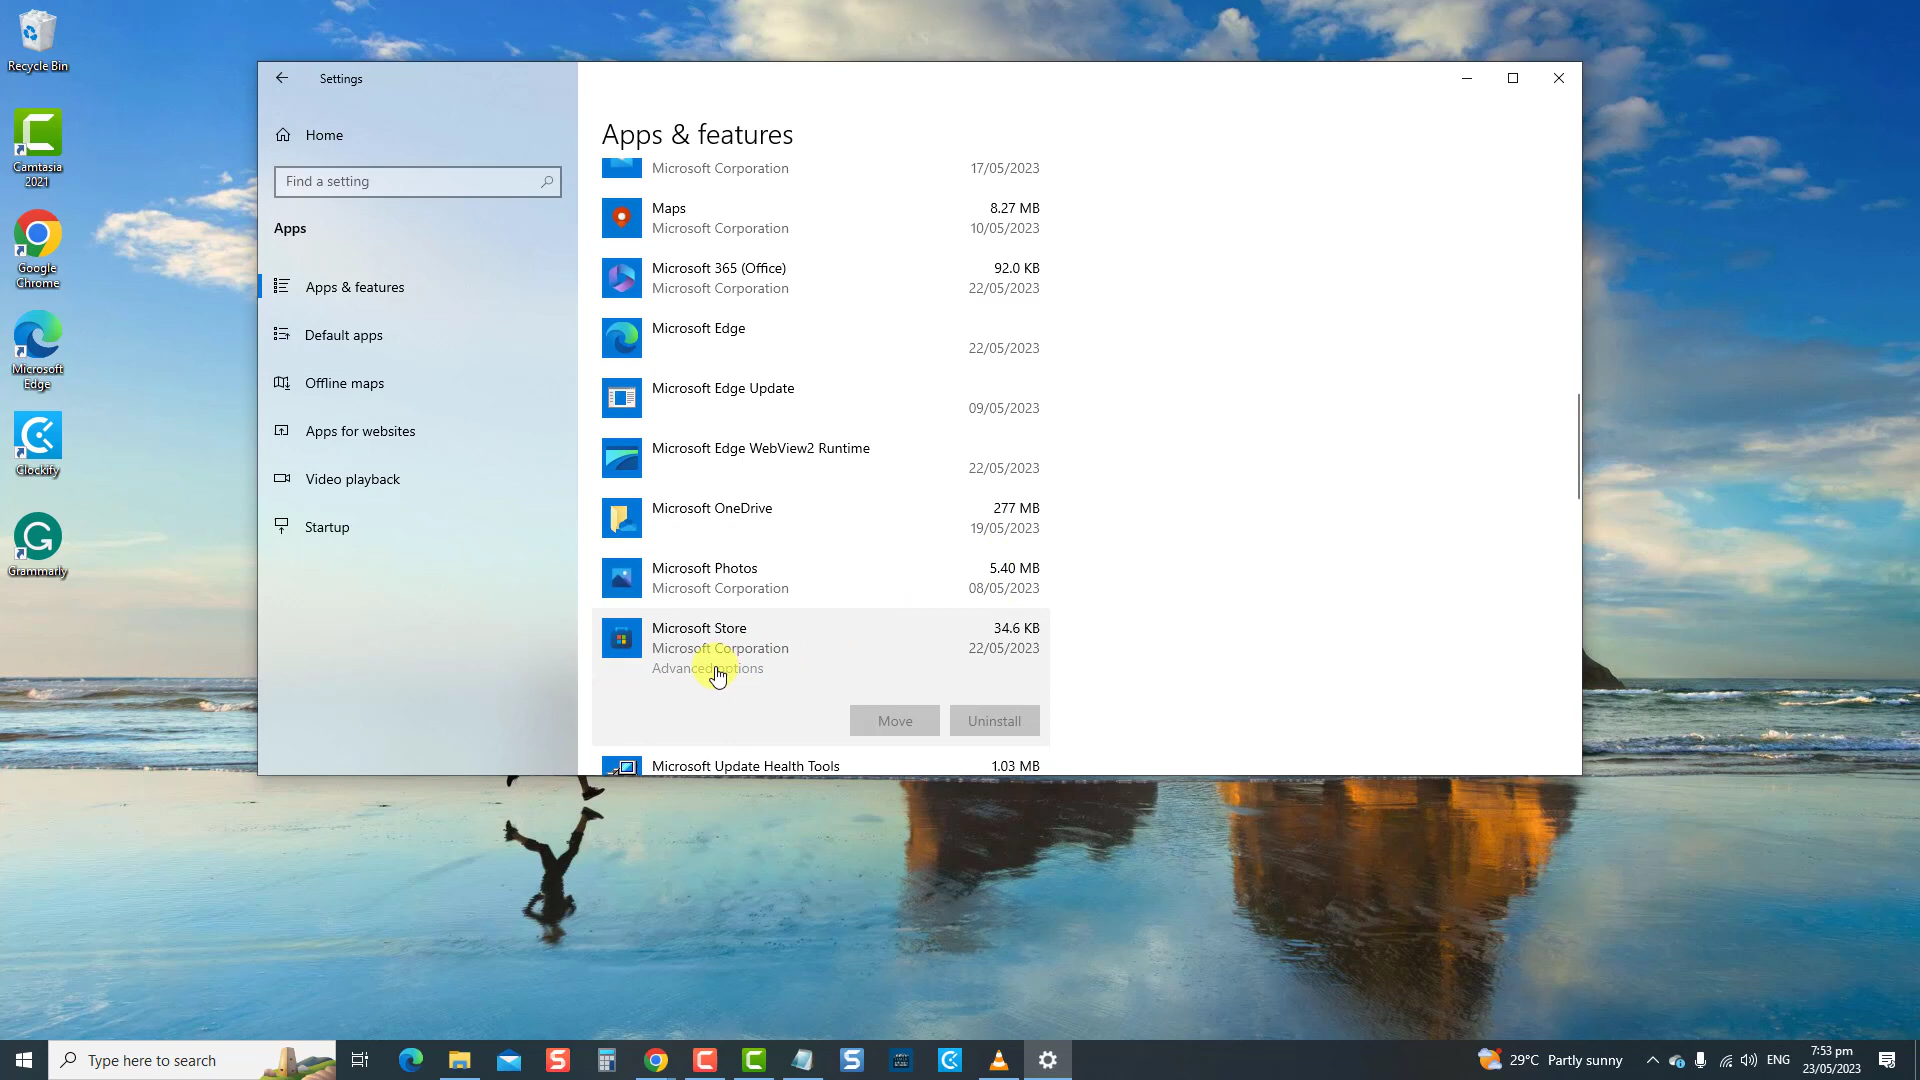 Recycle Bin
Camtasia
2021
Google
Chrome
Microsoft
Edge
Clockify
Grammarly
Settings
Home
Find a setting
Apps
Apps & features
Default apps
Offline maps
Apps for websites
Video playback
Startup
Apps & features
Microsoft Corporation 17/05/2023
Maps 8.27 MB
Microsoft Corporation 10/05/2023
Microsoft 365 (Office) 92.0 KB
Microsoft Corporation 22/05/2023
Microsoft Edge
22/05/2023
Microsoft Edge Update
09/05/2023
Microsoft Edge WebView2 Runtime
22/05/2023
Microsoft OneDrive 277 MB
19/05/2023
Microsoft Photos 5.40 MB
Microsoft Corporation 08/05/2023
Microsoft Store 34.6 KB
Microsoft Corporation 22/05/2023
Advanced options
Move Uninstall
Microsoft Update Health Tools 1.03 MB
Type here to search
29°C Partly sunny
ENG
7:53 pm
23/05/2023